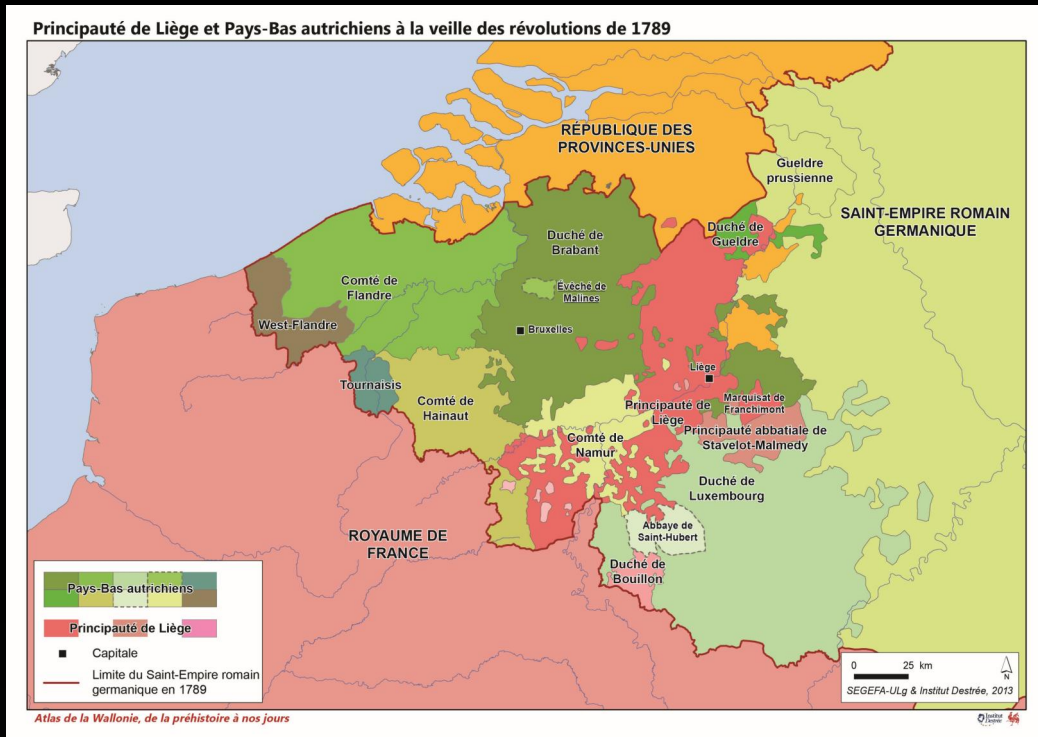 Principauté de Liège et Pays-Bas autrichiens à la veille des révolutions de 1789
RÉPUBLIQUE DES
PROVINCES-UNIES
Gueldre
prussienne
SAINT-EMPIRE ROMAIN
GERMANIQUE
Duché de
Gueldre
Duché de
Brabant
Comté de
Flandre
Évêché de
Malines
West-Flandre
Bruxelles
Liège
Tournaisis
Comté de
Hainaut
Marquisat de
Franchimont
Principauté de
Liège
Principauté abbatiale de
Stavelot-Malmedy
Comté de
Namur
Duché de
Luxembourg
Abbaye de
Saint-Hubert
ROYAUME DE
FRANCE
Duché de
Bouillon
Pays-Bas autrichiens
Principauté de Liège
Capitale
Limite du Saint-Empire romain
germanique en 1789
0 25 km
N
SEGEFA-ULg & Institut Destrée, 2013
Atlas de la Wallonie, de la préhistoire à nos jours
Institut
Destrée